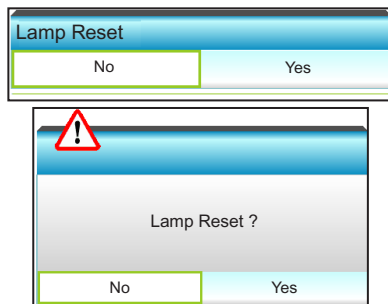 Lamp Reset
No Yes
!
Lamp Reset ?
No Yes